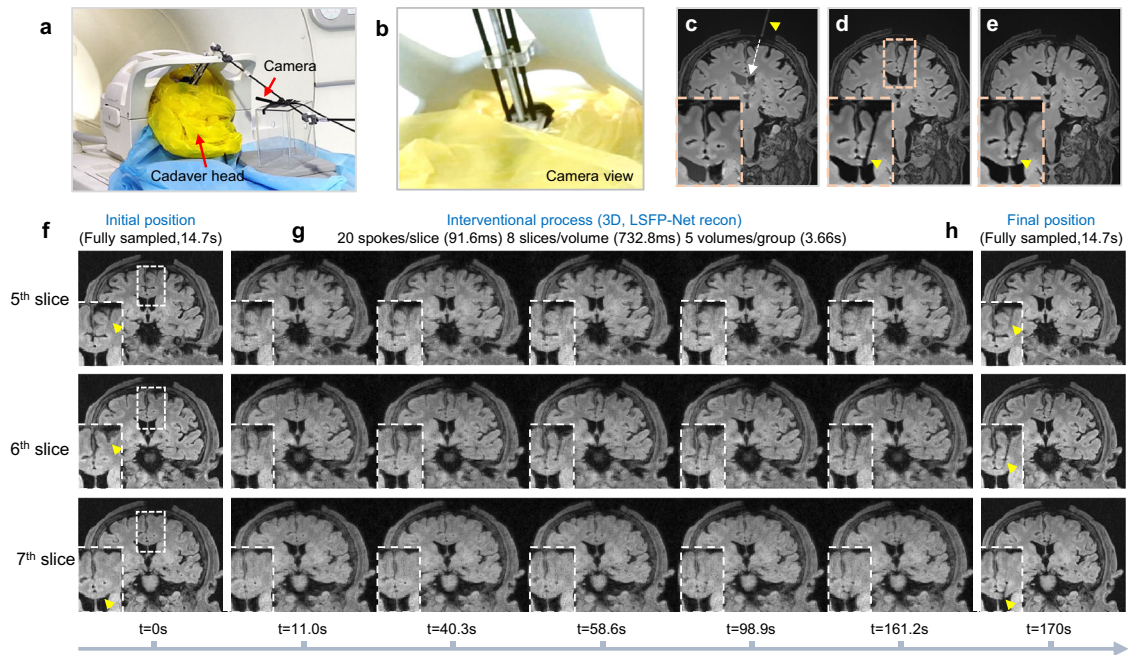 a
Camera
Cadaver head
b
Camera view
c
d
e
f
Initial position
(Fully sampled,14.7s)
g
Interventional process (3D, LSFP-Net recon)
20 spokes/slice (91.6ms) 8 slices/volume (732.8ms) 5 volumes/group (3.66s)
h
Final position
(Fully sampled,14.7s)
5th slice
6th slice
7th slice
t=0s
t=11.0s
t=40.3s
t=58.6s
t=98.9s
t=161.2s
t=170s